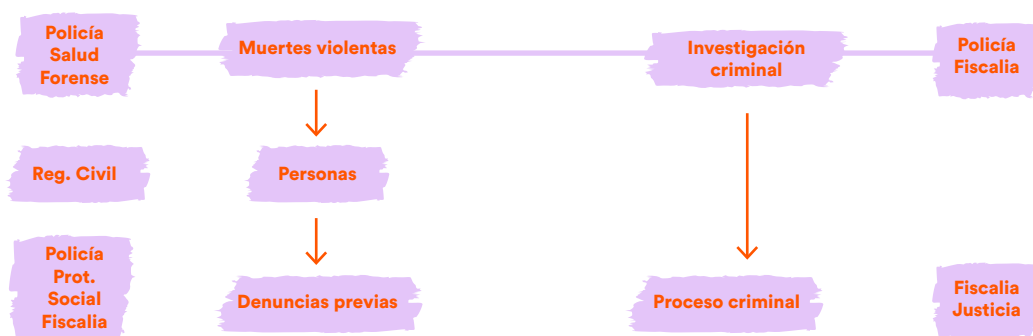 Policía
Salud
Forense
Muertes violentas
Investigación
criminal
Policía
Fiscalia
Reg. Civil
Personas
Policía
Prot.
Social
Fiscalia
Denuncias previas
Proceso criminal
Fiscalia
Justicia